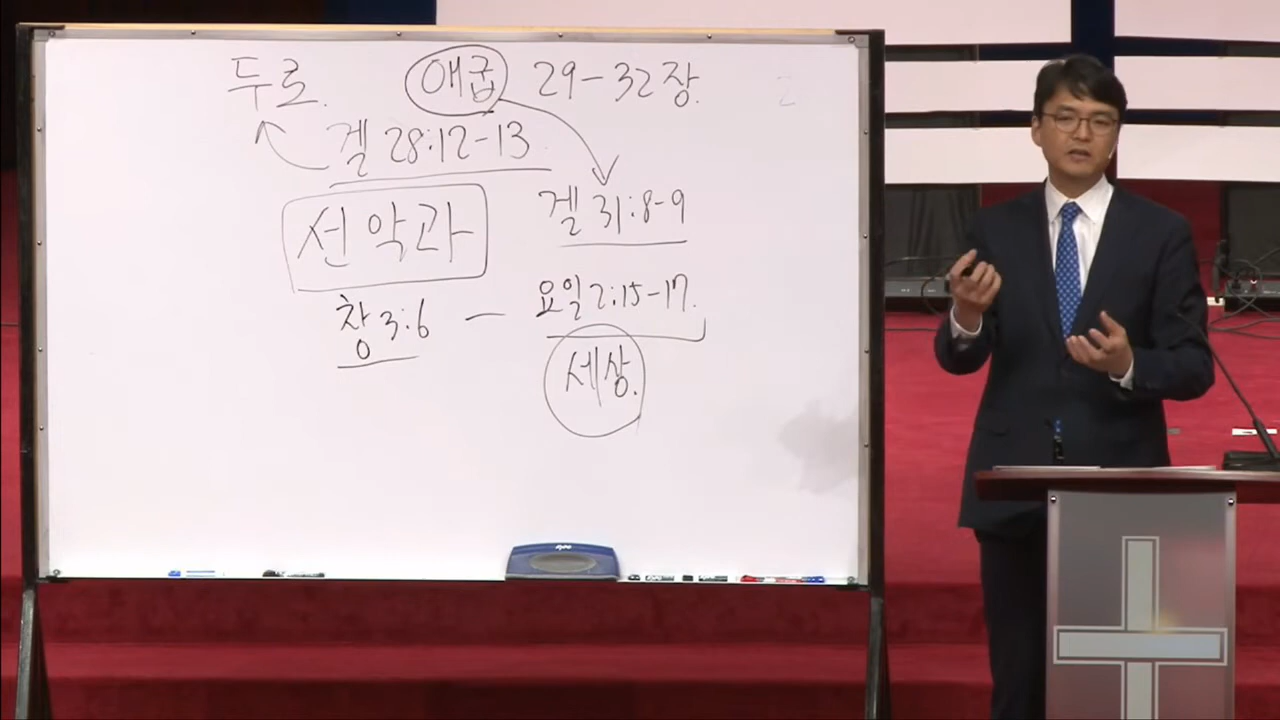 두로. 애굽 29-32장.
겔 28:12-13
겔 31:8-9
선악과
창 3:6 - 요일 2:15-17.
세상.